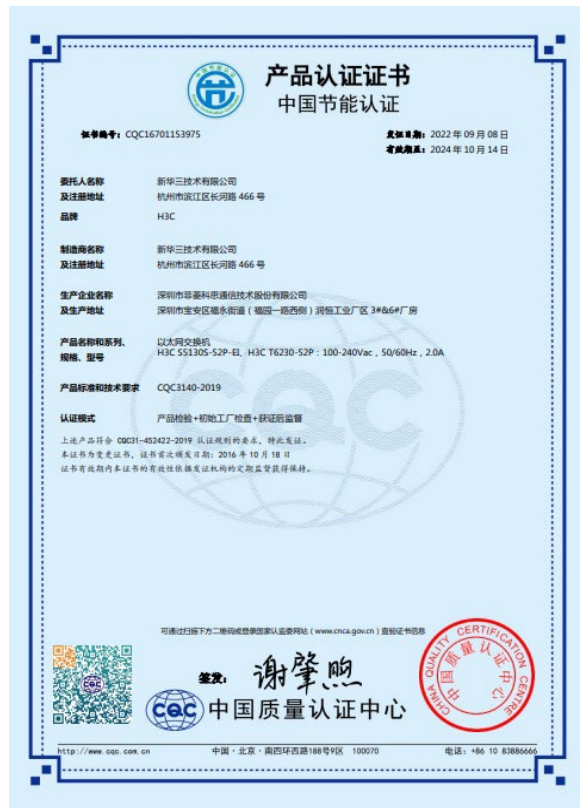 产品认证证书
中国节能认证
证书编号：CQC16701153975
发证日期：2022 年 09 月 08 日
有效期至：2024 年 10 月 14 日
委托人名称 新华三技术有限公司
及注册地址 杭州市滨江区长河路 466 号
品牌 H3C
制造商名称 新华三技术有限公司
及注册地址 杭州市滨江区长河路 466 号
生产企业名称 深圳市菲菱科思通信技术股份有限公司
及生产地址 深圳市宝安区福永街道（福园一路西侧）润恒工业厂区 3#&6#厂房
产品名称和系列、 以太网交换机
规格、型号 H3C S5130S-52P-EI，H3C T6230-52P：100-240Vac，50/60Hz，2.0A
产品标准和技术要求 CQC3140-2019
认证模式 产品检验+初始工厂检查+获证后监督
上述产品符合 CQC31-452422-2019 认证规则的要求，特此发证。
本证书为变更证书，证书首次颁发日期：2016 年 10 月 18 日
证书有效期内本证书的有效性依据发证机构的定期监督获得保持。
CQC
可通过扫描下方二维码或登录国家认监委网站（www.cnca.gov.cn）查验证书信息
签发：谢肇煦
CQC 中国质量认证中心
CHINA QUALITY CERTIFICATION CENTRE
中国质量认证中心
http://www.cqc.com.cn 中国·北京·南四环西路188号9区 100070 电话：+86 10 83886666